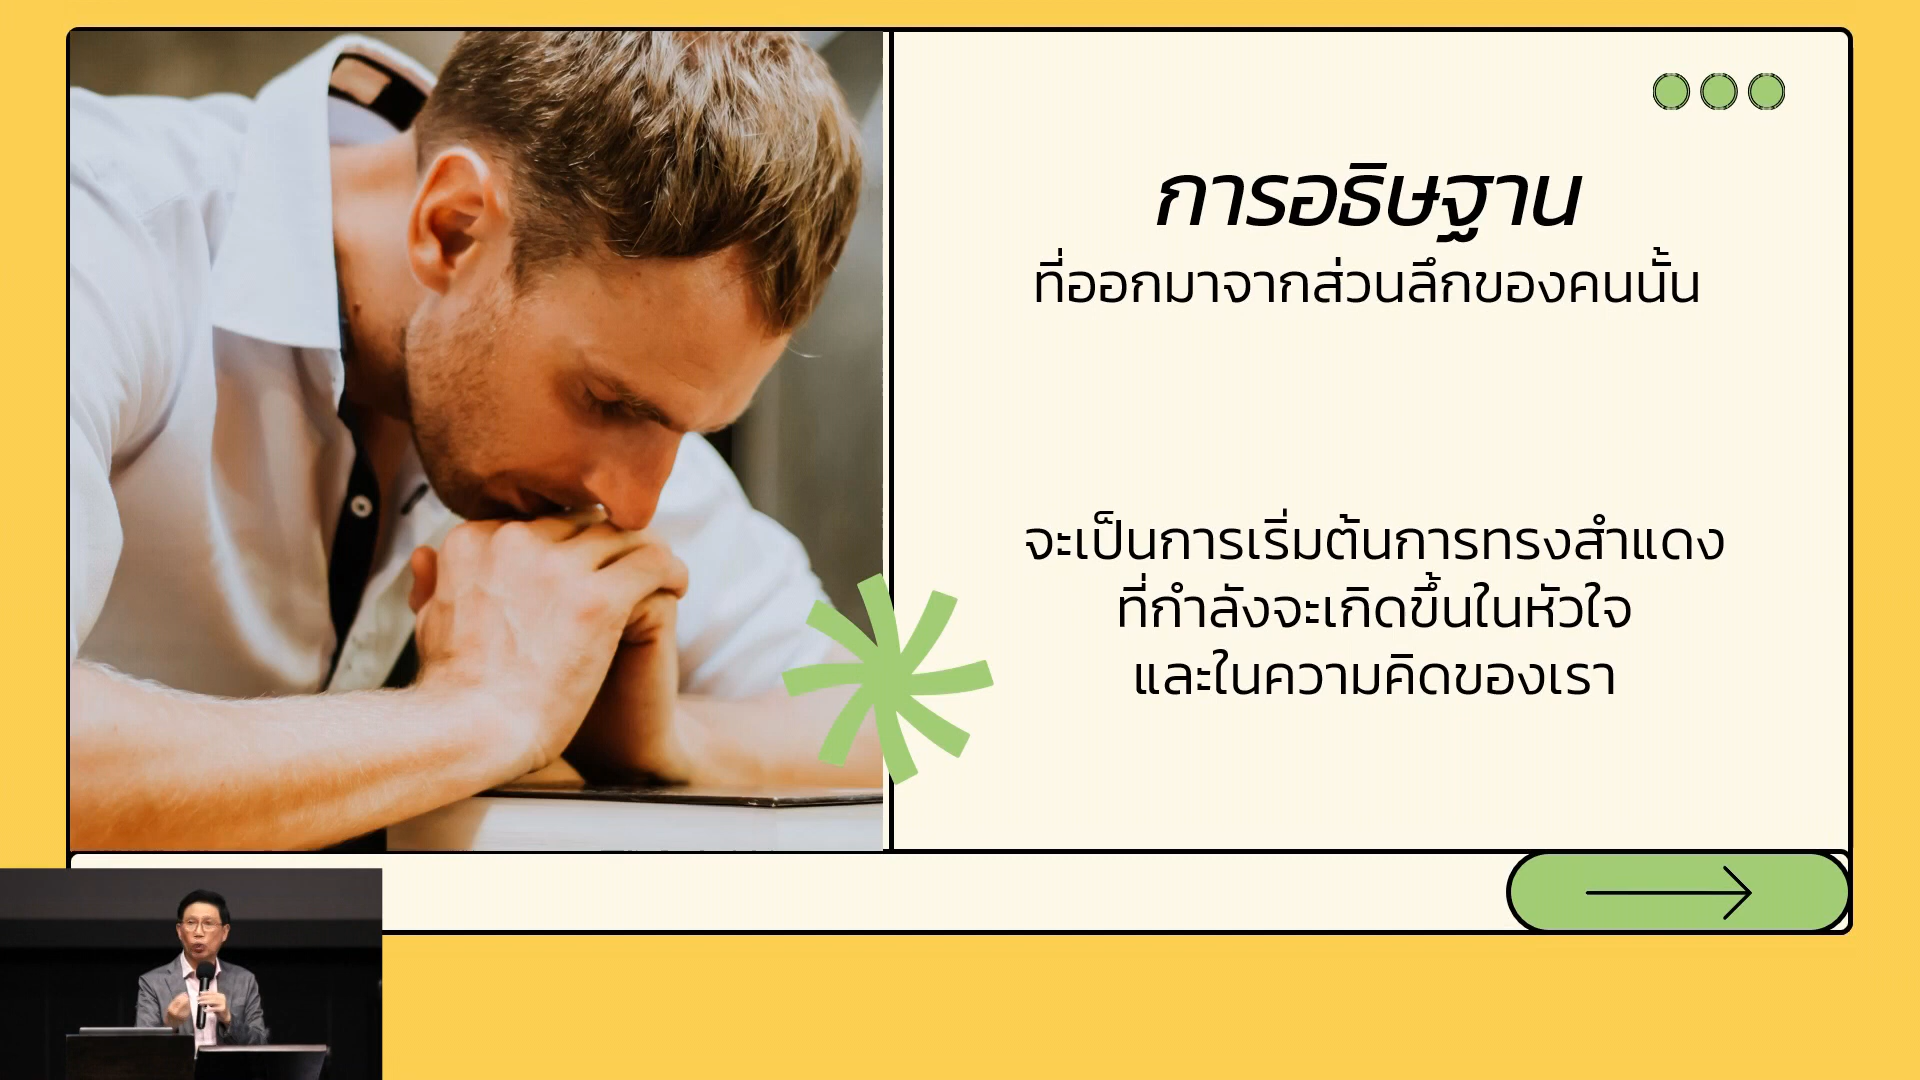 การอธิษฐาน
ที่ออกมาจากส่วนลึกของคนนั้น
จะเป็นการเริ่มต้นการทรงสำแดง
ที่กำลังจะเกิดขึ้นในหัวใจ
และในความคิดของเรา